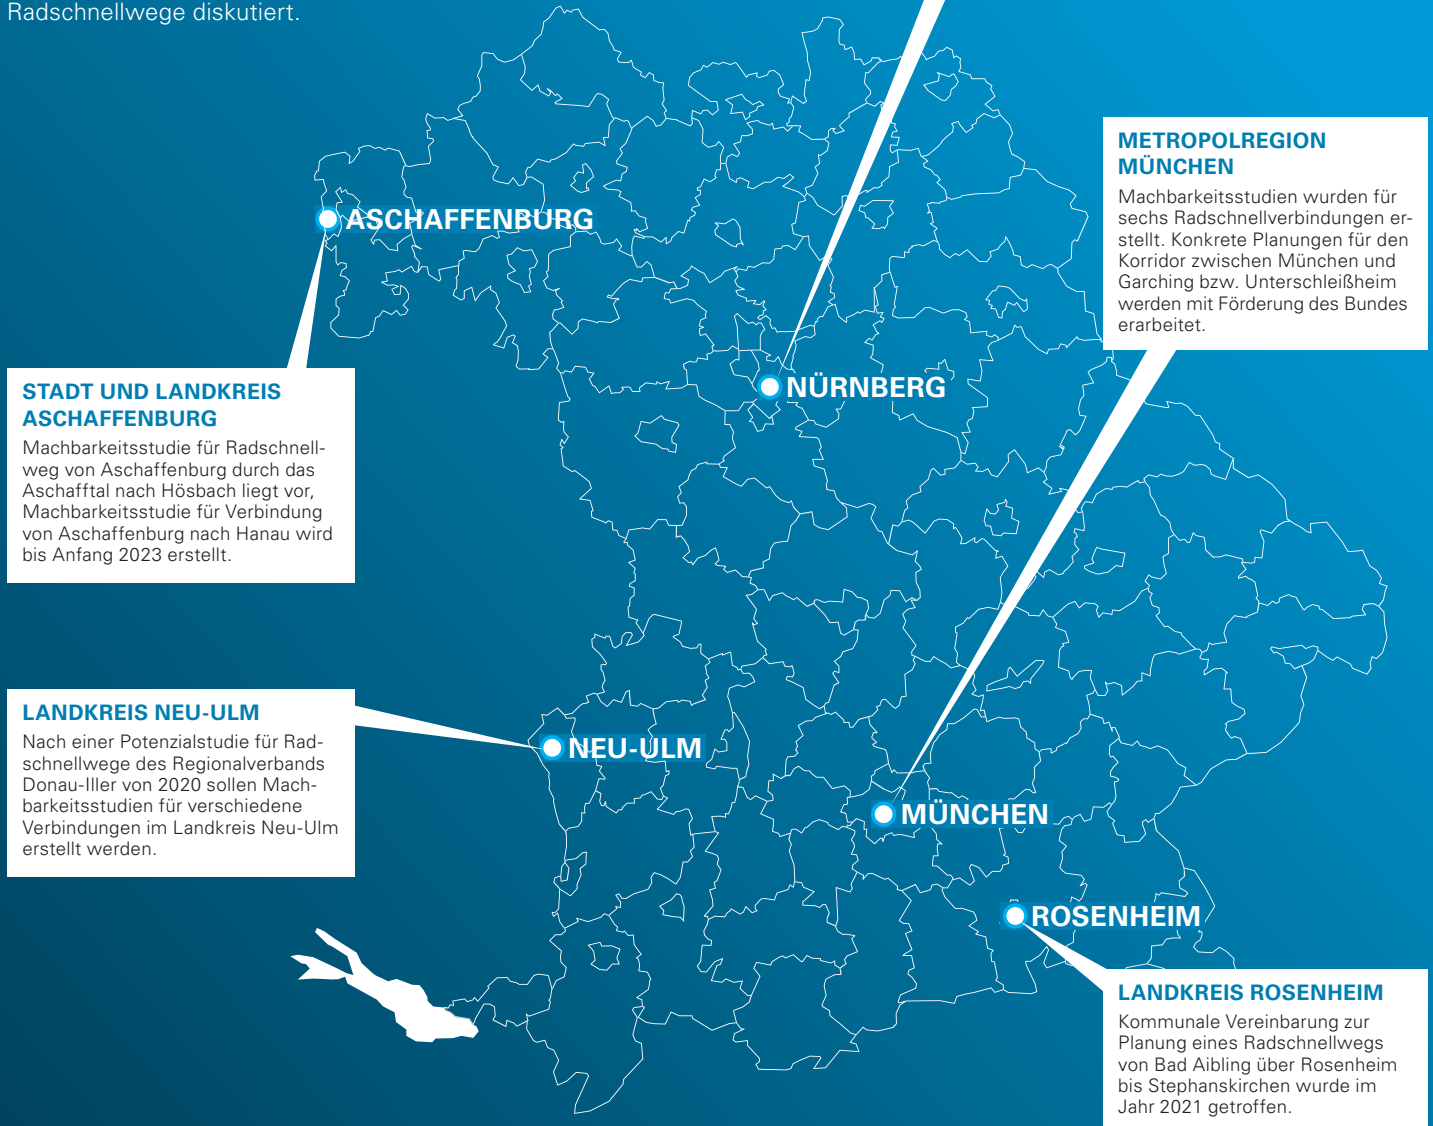 Radschnellwege diskutiert.
METROPOLREGION
MÜNCHEN
Machbarkeitsstudien wurden für
sechs Radschnellverbindungen er-
stellt. Konkrete Planungen für den
Korridor zwischen München und
Garching bzw. Unterschleißheim
werden mit Förderung des Bundes
erarbeitet.
ASCHAFFENBURG
STADT UND LANDKREIS
ASCHAFFENBURG
Machbarkeitsstudie für Radschnell-
weg von Aschaffenburg durch das
Aschafftal nach Hösbach liegt vor,
Machbarkeitsstudie für Verbindung
von Aschaffenburg nach Hanau wird
bis Anfang 2023 erstellt.
NÜRNBERG
LANDKREIS NEU-ULM
Nach einer Potenzialstudie für Rad-
schnellwege des Regionalverbands
Donau-Iller von 2020 sollen Mach-
barkeitsstudien für verschiedene
Verbindungen im Landkreis Neu-Ulm
erstellt werden.
NEU-ULM
MÜNCHEN
ROSENHEIM
LANDKREIS ROSENHEIM
Kommunale Vereinbarung zur
Planung eines Radschnellwegs
von Bad Aibling über Rosenheim
bis Stephanskirchen wurde im
Jahr 2021 getroffen.